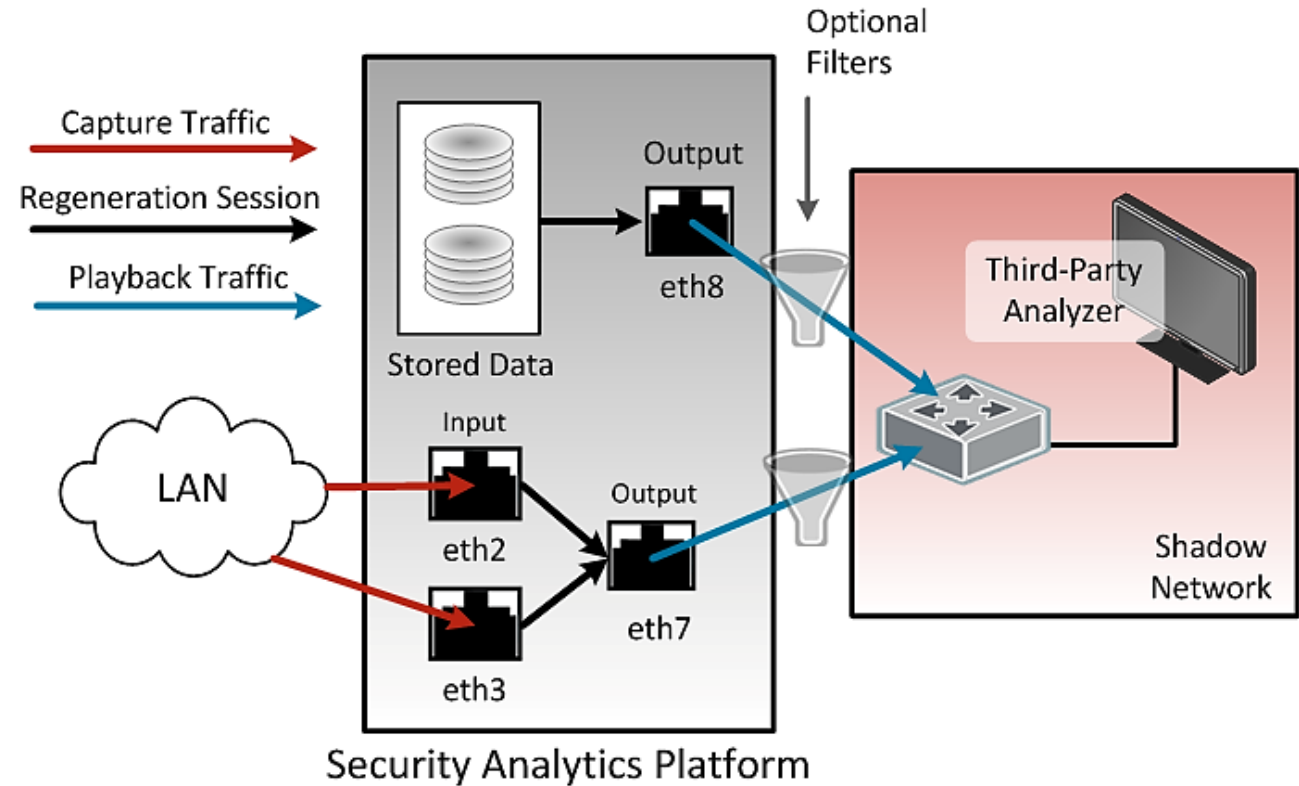 Optional
Filters
Capture Traffic
Regeneration Session
Playback Traffic
Output
eth8
Stored Data
Third-Party
Analyzer
LAN
Input
eth2
Output
eth7
eth3
Shadow
Network
Security Analytics Platform